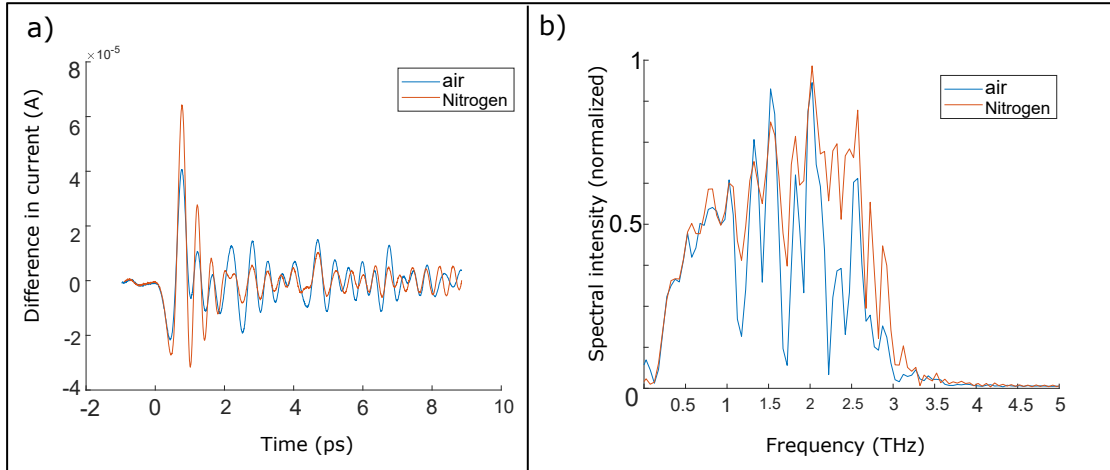 a)
×10⁻⁵
8
6
4
2
0
-2
-4
-2
0
2
4
6
8
10
Difference in current (A)
Time (ps)
air
Nitrogen
b)
1
0.5
0
0.5
1
1.5
2
2.5
3
3.5
4
4.5
5
Spectral intensity (normalized)
Frequency (THz)
air
Nitrogen